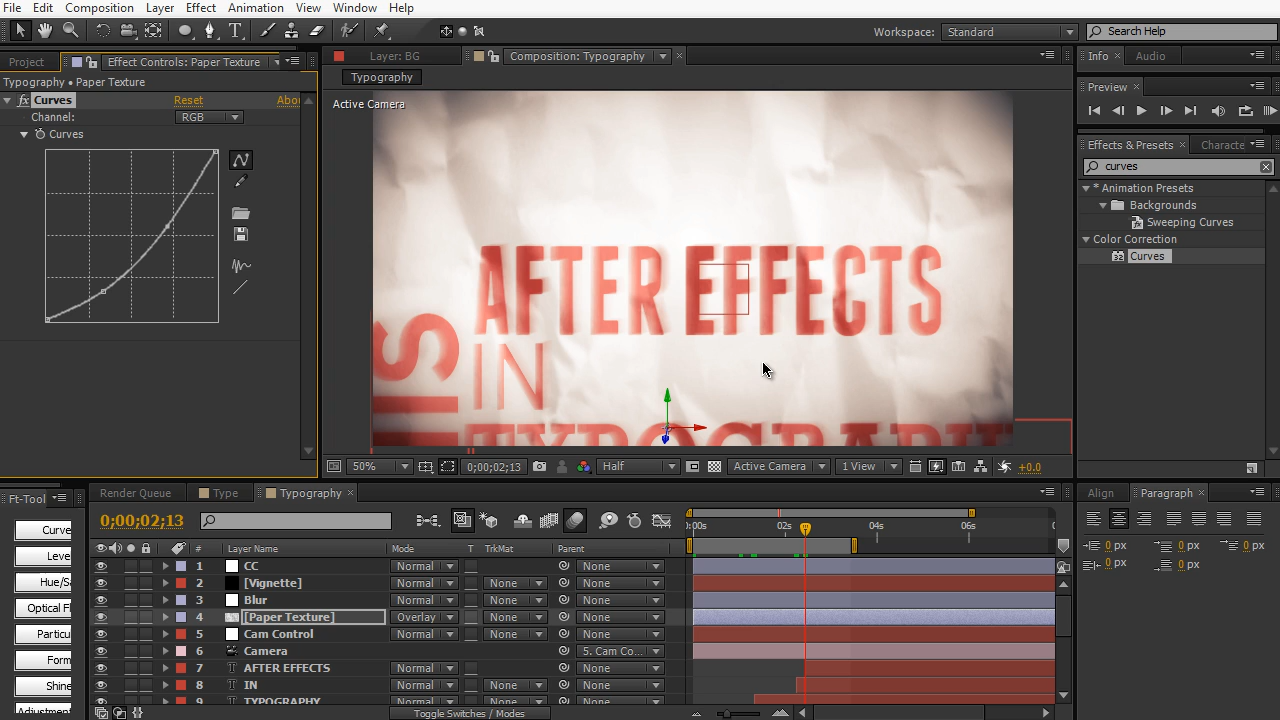 File Edit Composition Layer Effect Animation View Window Help
Workspace: Standard
Search Help
Project
Effect Controls: Paper Texture
Layer: BG
Composition: Typography
Info
Audio
Typography • Paper Texture
Typography
Preview
fx Curves Reset Abou
Channel: RGB
Curves
Active Camera
Effects & Presets
Characte
curves
* Animation Presets
Backgrounds
Sweeping Curves
Color Correction
Curves
AFTER EFFECTS
IN
TYPOGRAPHY
50%
0;00;02;13
Half
Active Camera
1 View
+0.0
Ft-Tool
Render Queue
Type
Typography
Align
Paragraph
0;00;02;13
0:00s 02s 04s 06s
# Layer Name Mode T TrkMat Parent
1 CC Normal None
2 [Vignette] Normal None None
3 Blur Normal None None
4 [Paper Texture] Overlay None None
5 Cam Control Normal None None
6 Camera 5. Cam Co...
7 AFTER EFFECTS Normal None
8 IN Normal None None
9 TYPOGRAPHY Normal None None
Toggle Switches / Modes
Curve
Leve
Hue/Sa
Optical Fl
Particu
Form
Shine
Adjustment
0 px 0 px 0 px
0 px 0 px